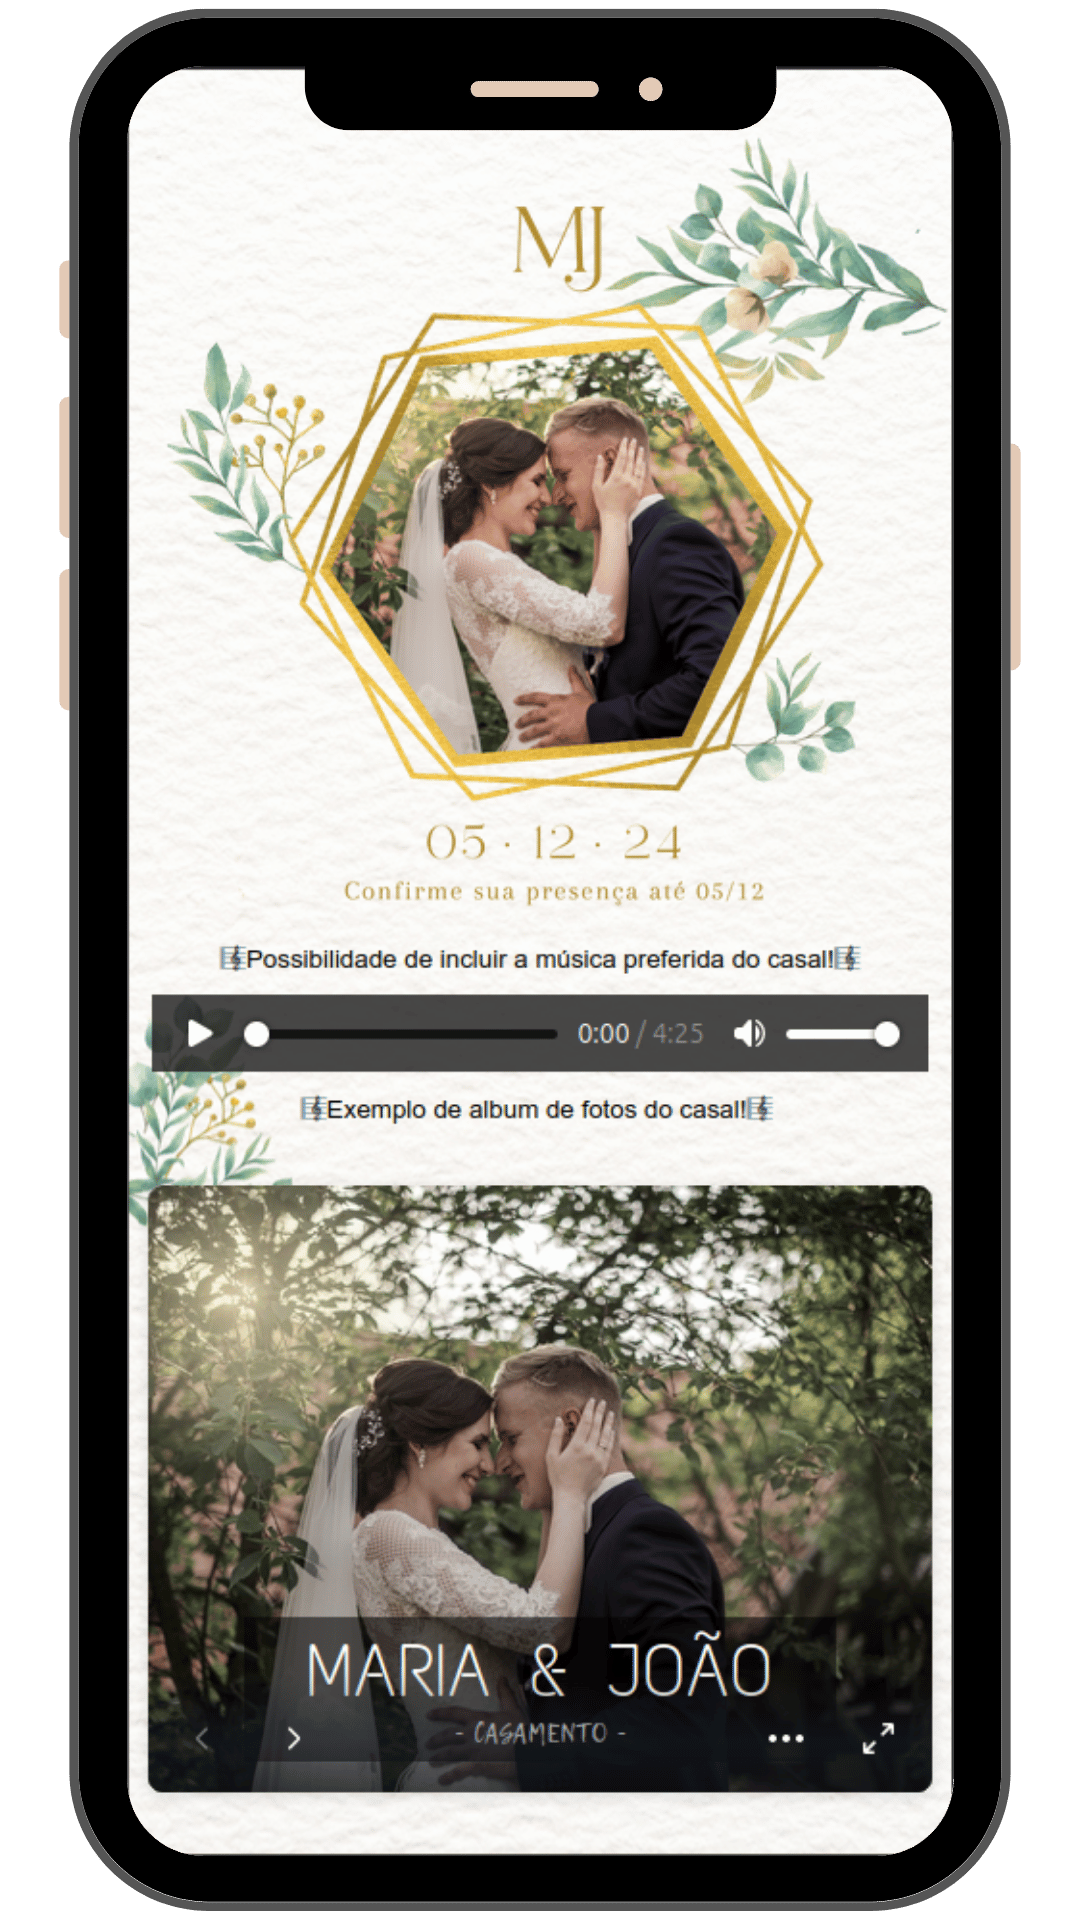 MJ
05 · 12 · 24
Confirme sua presença até 05/12
🎼Possibilidade de incluir a música preferida do casal!🎼
0:00 / 4:25
🎼Exemplo de album de fotos do casal!🎼
MARIA & JOÃO
- CASAMENTO -